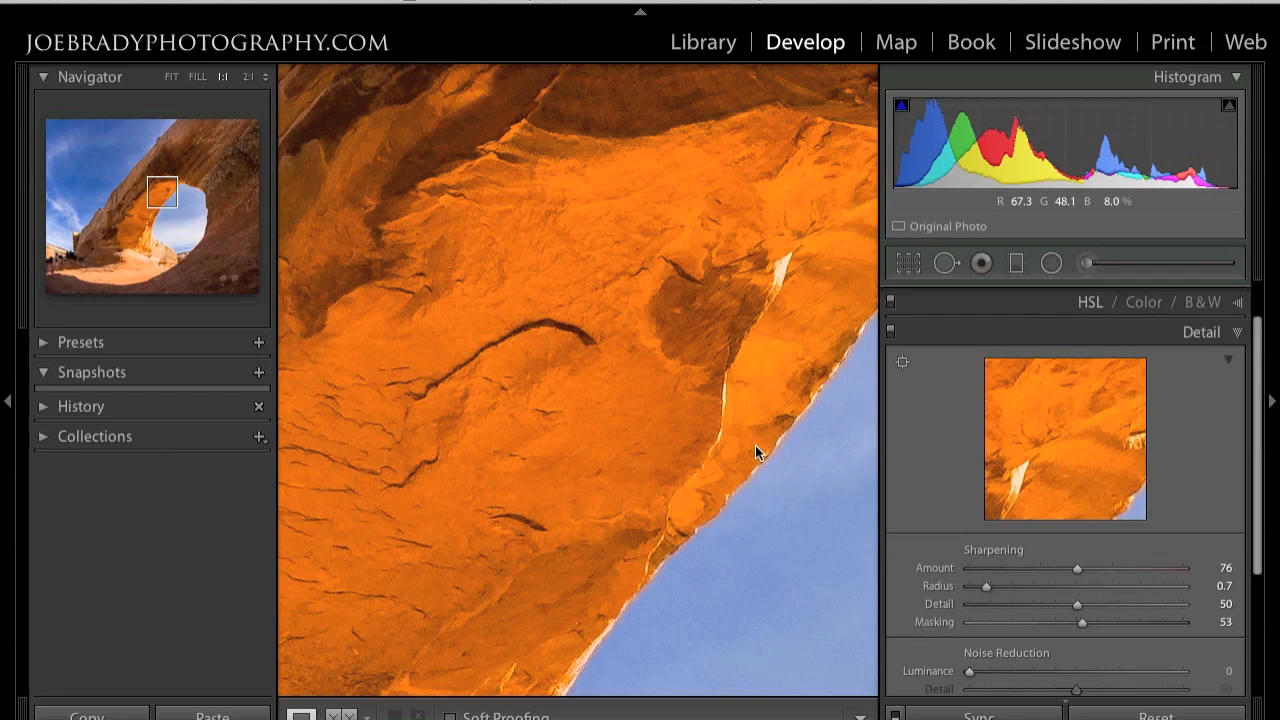 JOEBRADYPHOTOGRAPHY.COM
Library | Develop | Map | Book | Slideshow | Print | Web
Navigator FIT FILL 1:1 2:1
Presets
Snapshots
History
Collections
Copy Paste
Soft Proofing
Histogram
R 67.3 G 48.1 B 8.0 %
Original Photo
HSL / Color / B & W
Detail
Sharpening
Amount 76
Radius 0.7
Detail 50
Masking 53
Noise Reduction
Luminance 0
Detail 50
Sync Reset